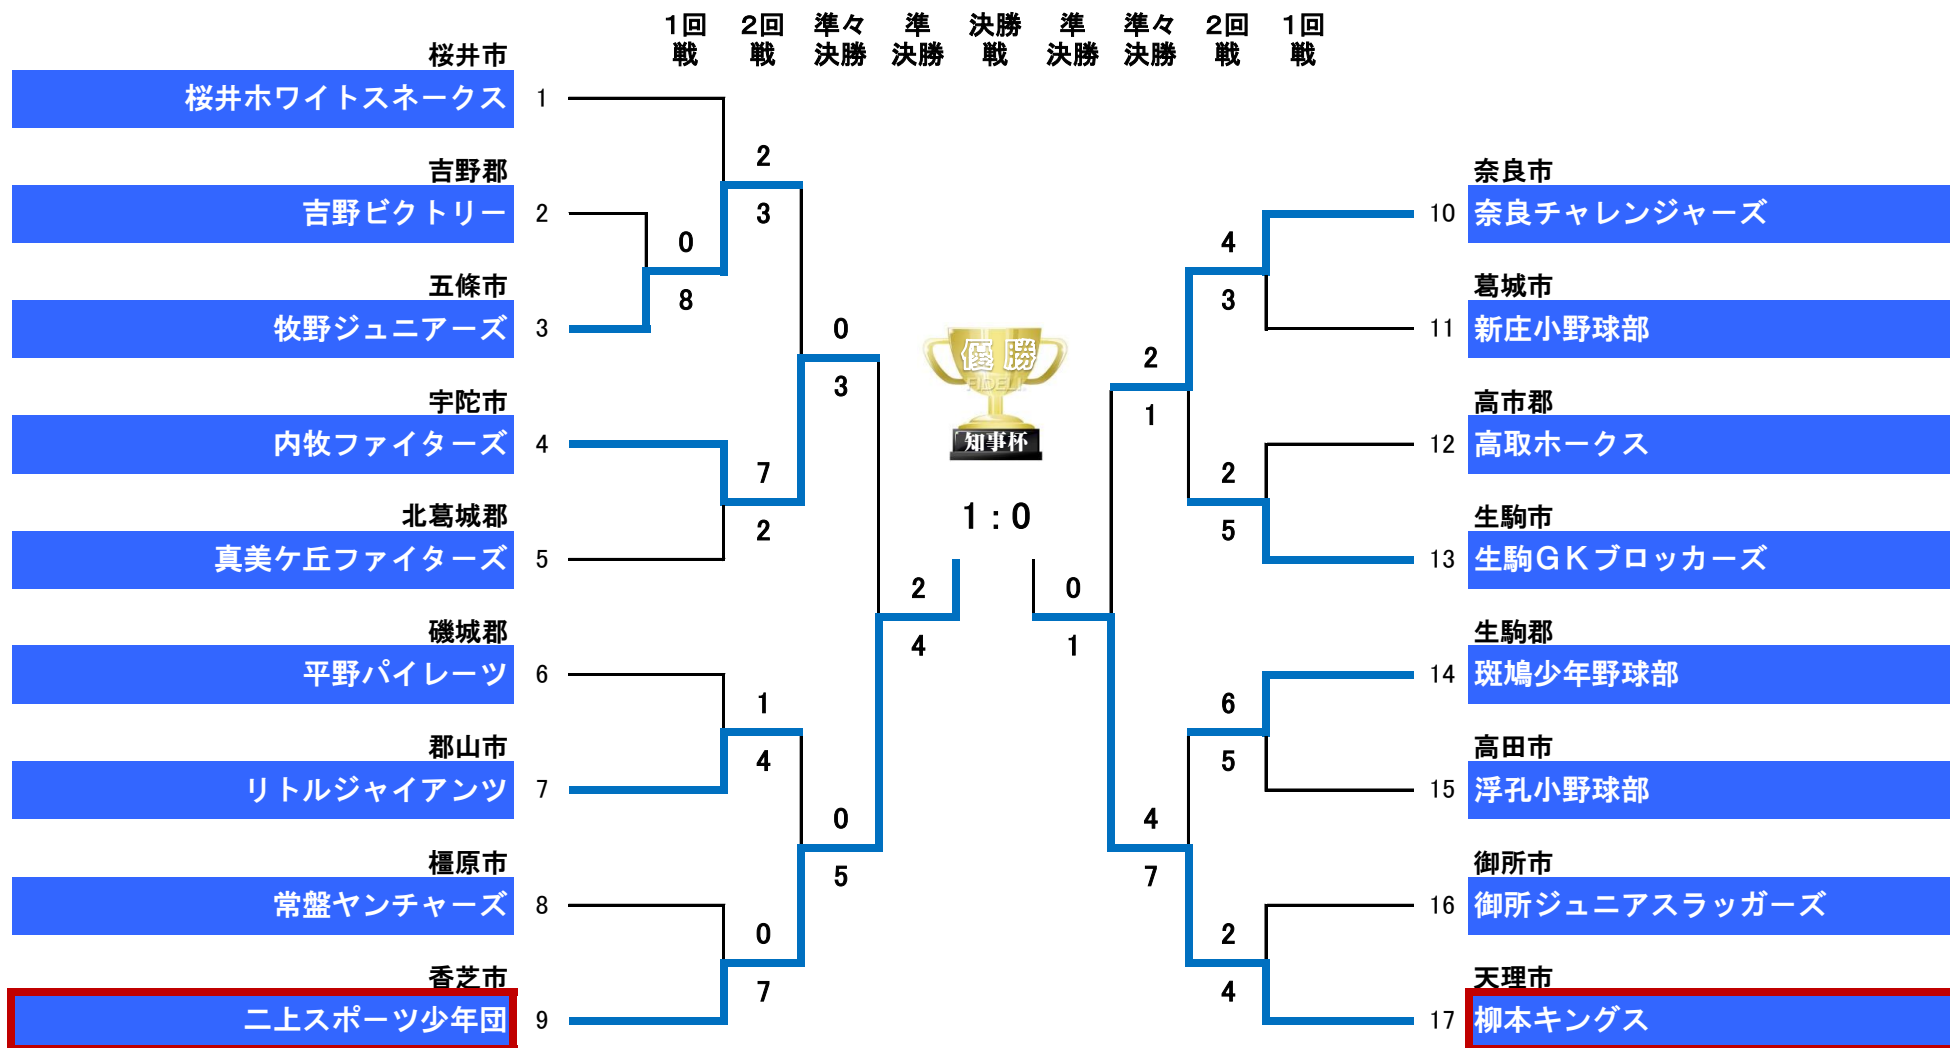 1回戦
2回戦
準々決勝
準決勝
決勝戦
準決勝
準々決勝
2回戦
1回戦
桜井市
桜井ホワイトスネークス 1
吉野郡
吉野ビクトリー 2
五條市
牧野ジュニアーズ 3
宇陀市
内牧ファイターズ 4
北葛城郡
真美ケ丘ファイターズ 5
磯城郡
平野パイレーツ 6
郡山市
リトルジャイアンツ 7
橿原市
常盤ヤンチャーズ 8
香芝市
二上スポーツ少年団 9
0
8
2
3
7
2
1
4
0
7
0
3
0
5
2
4
優勝
FIDELI
知事杯
1:0
0
1
2
1
4
7
4
3
2
5
6
5
2
4
奈良市
10 奈良チャレンジャーズ
葛城市
11 新庄小野球部
高市郡
12 高取ホークス
生駒市
13 生駒GKブロッカーズ
生駒郡
14 斑鳩少年野球部
高田市
15 浮孔小野球部
御所市
16 御所ジュニアスラッガーズ
天理市
17 柳本キングス